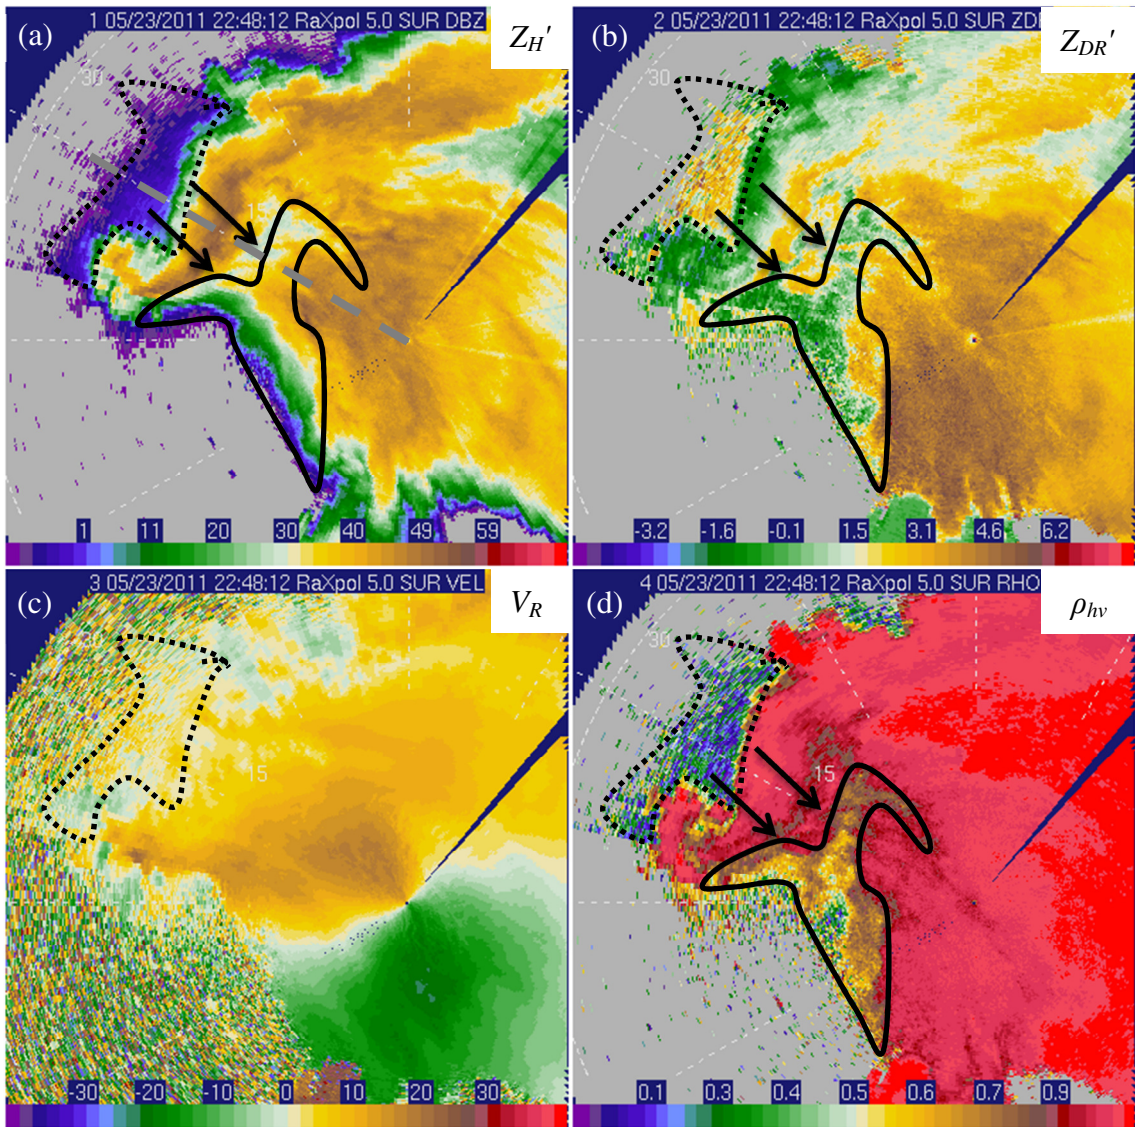 1 05/23/2011 22:48:12 RaXpol 5.0 SUR DBZ
(a)
Z_H'
30
15
1 11 20 30 40 49 59
2 05/23/2011 22:48:12 RaXpol 5.0 SUR ZD
(b)
Z_DR'
30
-3.2 -1.6 -0.1 1.5 3.1 4.6 6.2
3 05/23/2011 22:48:12 RaXpol 5.0 SUR VEL
(c)
V_R
30
15
-30 -20 -10 0 10 20 30
4 05/23/2011 22:48:12 RaXpol 5.0 SUR RHO
(d)
ρ_hv
30
15
0.1 0.3 0.4 0.5 0.6 0.7 0.9